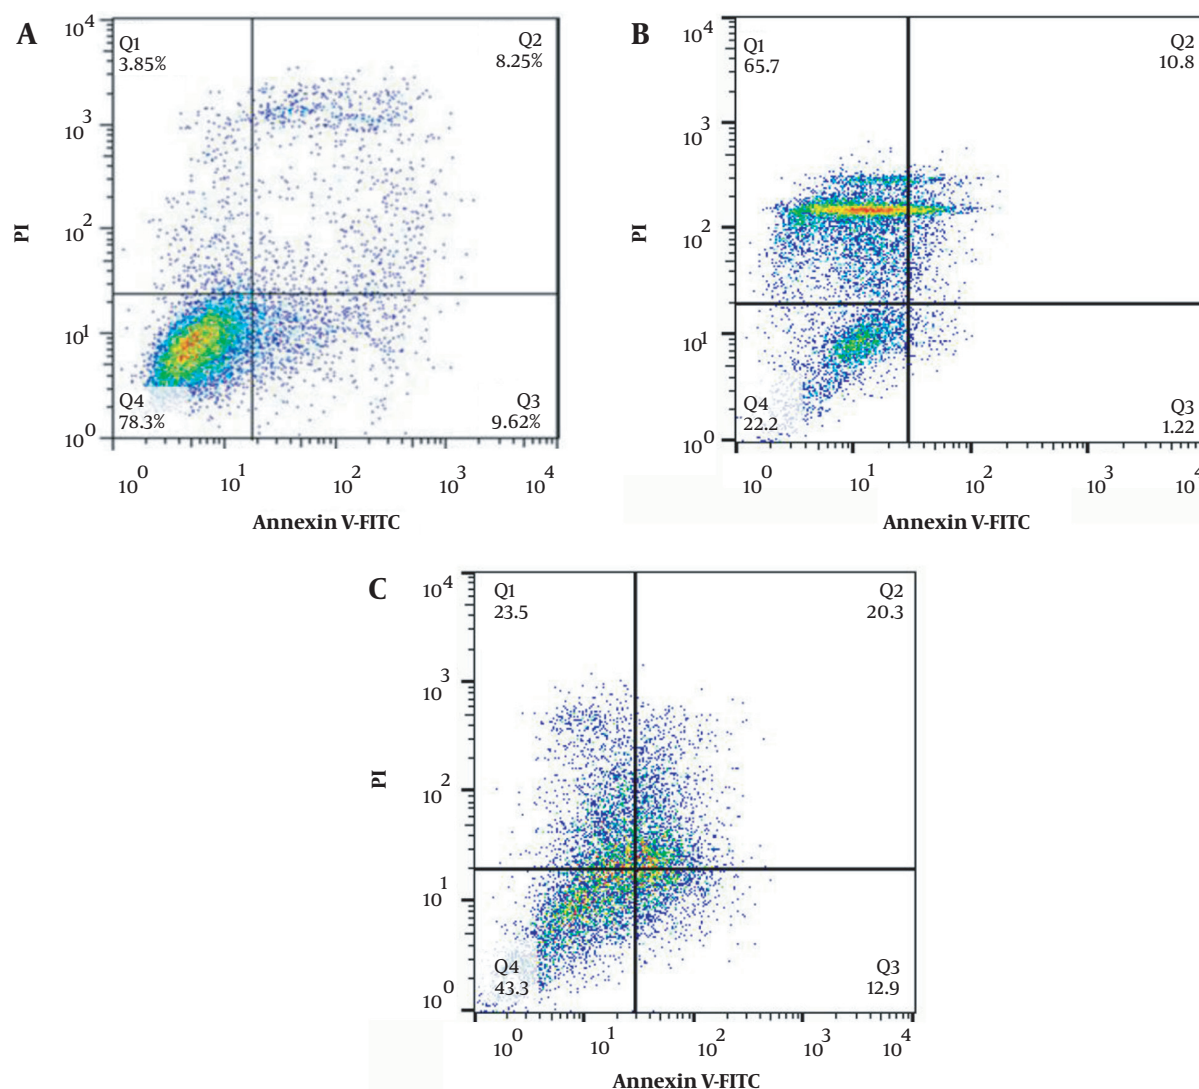 A
PI
10^4
10^3
10^2
10^1
10^0
Q1
3.85%
Q2
8.25%
Q4
78.3%
Q3
9.62%
10^0 10^1 10^2 10^3 10^4
Annexin V-FITC
B
PI
10^4
10^3
10^2
10^1
10^0
Q1
65.7
Q2
10.8
Q4
22.2
Q3
1.22
10^0 10^1 10^2 10^3 10^4
Annexin V-FITC
C
PI
10^4
10^3
10^2
10^1
10^0
Q1
23.5
Q2
20.3
Q4
43.3
Q3
12.9
10^0 10^1 10^2 10^3 10^4
Annexin V-FITC